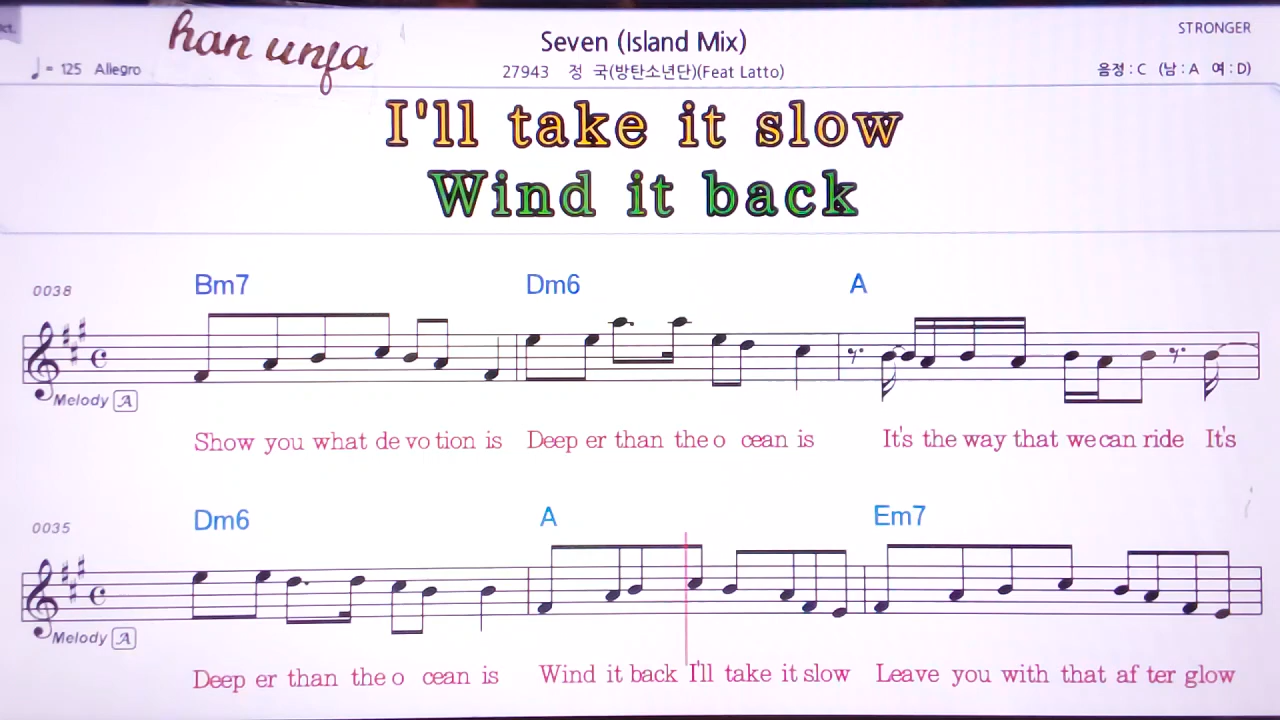 ct.
han unja
Seven (Island Mix)
STRONGER
♩= 125 Allegro
27943 정 국(방탄소년단)(Feat Latto)
음정 : C (남 : A 여 : D)
I'll take it slow
Wind it back
0038
Bm7 Dm6 A
Melody A
Show you what de vo tion is Deep er than the o cean is It's the way that we can ride It's
0035
Dm6 A Em7
Melody A
Deep er than the o cean is Wind it back I'll take it slow Leave you with that af ter glow